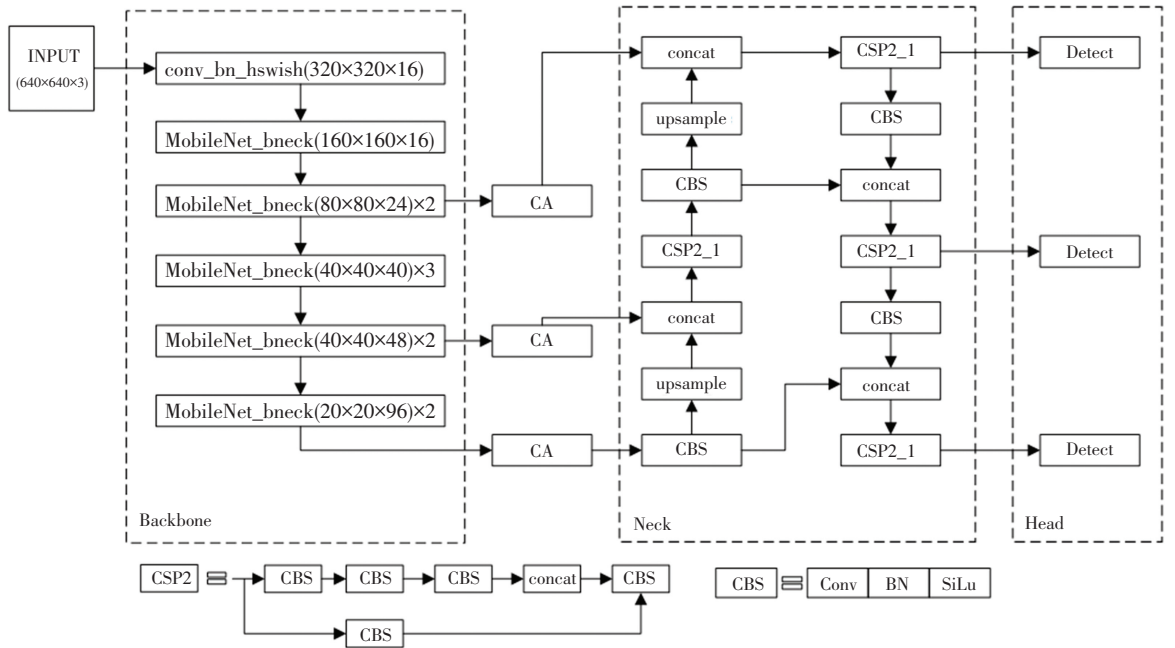 INPUT
(640×640×3)
conv_bn_hswish(320×320×16)
MobileNet_bneck(160×160×16)
MobileNet_bneck(80×80×24)×2
MobileNet_bneck(40×40×40)×3
MobileNet_bneck(40×40×48)×2
MobileNet_bneck(20×20×96)×2
Backbone
CA
CA
CA
concat
upsample
CBS
CSP2_1
concat
upsample
CBS
CSP2_1
CBS
concat
CSP2_1
CBS
concat
CSP2_1
Neck
Detect
Detect
Detect
Head
CSP2
CBS
CBS
CBS
concat
CBS
CBS
CBS
Conv
BN
SiLu